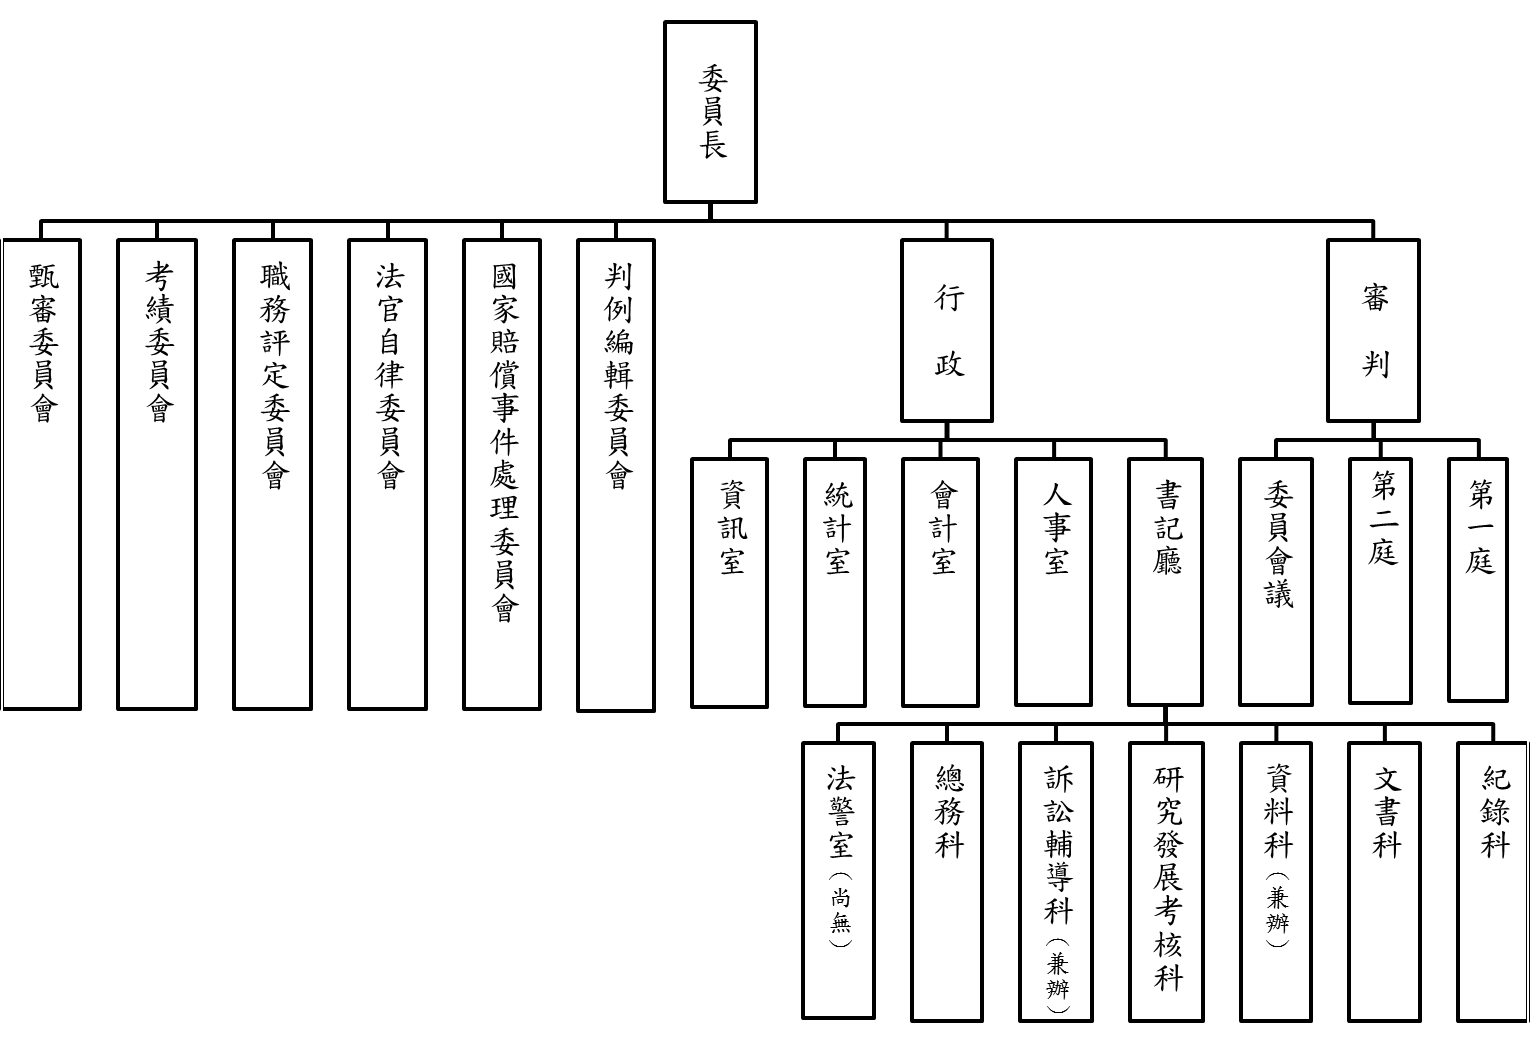 委員長
甄審委員會
考績委員會
職務評定委員會
法官自律委員會
國家賠償事件處理委員會
判例編輯委員會
行政
審判
資訊室
統計室
會計室
人事室
書記廳
委員會議
第二庭
第一庭
法警室（尚無）
總務科
訴訟輔導科（兼辦）
研究發展考核科
資料科（兼辦）
文書科
紀錄科